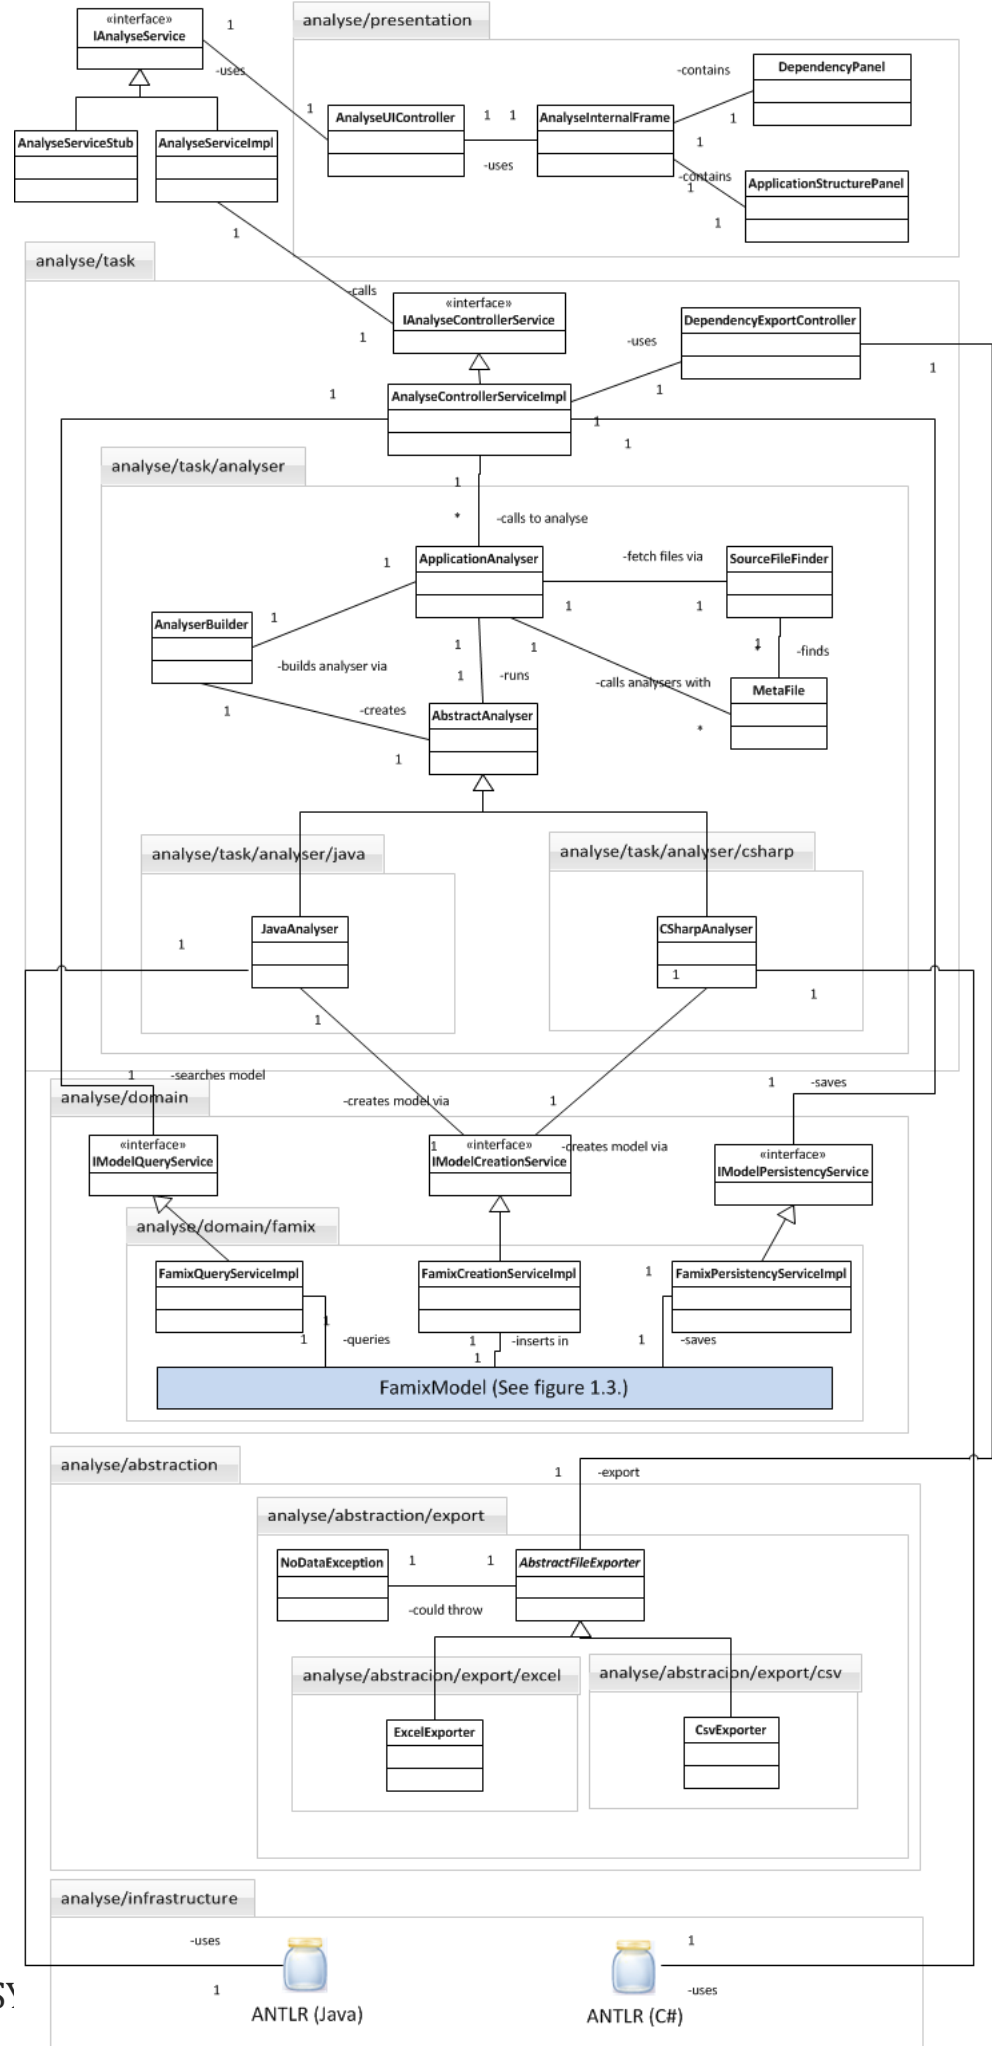 «interface»
IAnalyseService
1
-uses
1
analyse/presentation
AnalyseUIController
1 1
-uses
AnalyseInternalFrame
-contains
1
1
DependencyPanel
-contains
1
1
ApplicationStructurePanel
AnalyseServiceStub
AnalyseServiceImpl
1
-calls
1
analyse/task
«interface»
IAnalyseControllerService
DependencyExportController
-uses
1
1
1
AnalyseControllerServiceImpl
1
1
analyse/task/analyser
1
*
-calls to analyse
ApplicationAnalyser
-fetch files via
SourceFileFinder
1
1
1
AnalyserBuilder
1
-builds analyser via
1
1
-runs
1
-calls analysers with
*
1
*
-finds
MetaFile
-creates
1
1
AbstractAnalyser
analyse/task/analyser/java
analyse/task/analyser/csharp
JavaAnalyser
CSharpAnalyser
1
1
1
1
1
-searches model
analyse/domain
-creates model via
1
1
-saves
«interface»
IModelQueryService
1
«interface»
IModelCreationService
-creates model via
«interface»
IModelPersistencyService
analyse/domain/famix
FamixQueryServiceImpl
FamixCreationServiceImpl
1
FamixPersistencyServiceImpl
1
1
-queries
1
-inserts in
1
1
-saves
FamixModel (See figure 1.3.)
analyse/abstraction
1
-export
analyse/abstraction/export
NoDataException
1
1
AbstractFileExporter
-could throw
analyse/abstracion/export/excel
analyse/abstracion/export/csv
ExcelExporter
CsvExporter
analyse/infrastructure
-uses
1
1
-uses
ANTLR (Java)
ANTLR (C#)